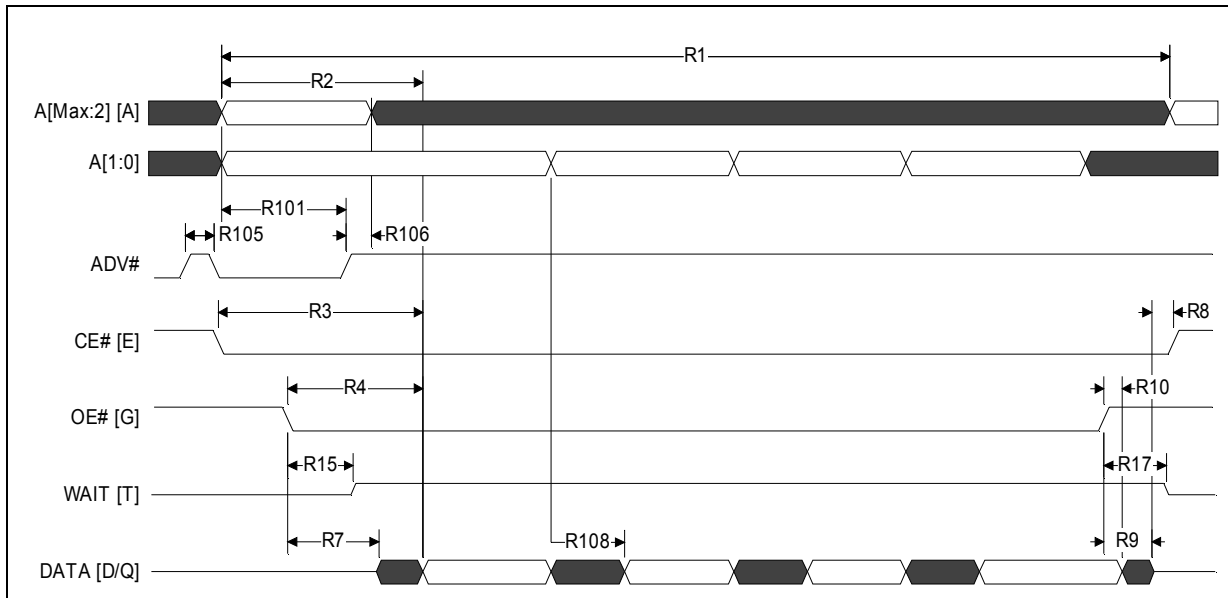 R1
R2
A[Max:2] [A]
A[1:0]
R101
R105
R106
ADV#
R3
R8
CE# [E]
R4
R10
OE# [G]
R15
R17
WAIT [T]
R7
R108
R9
DATA [D/Q]